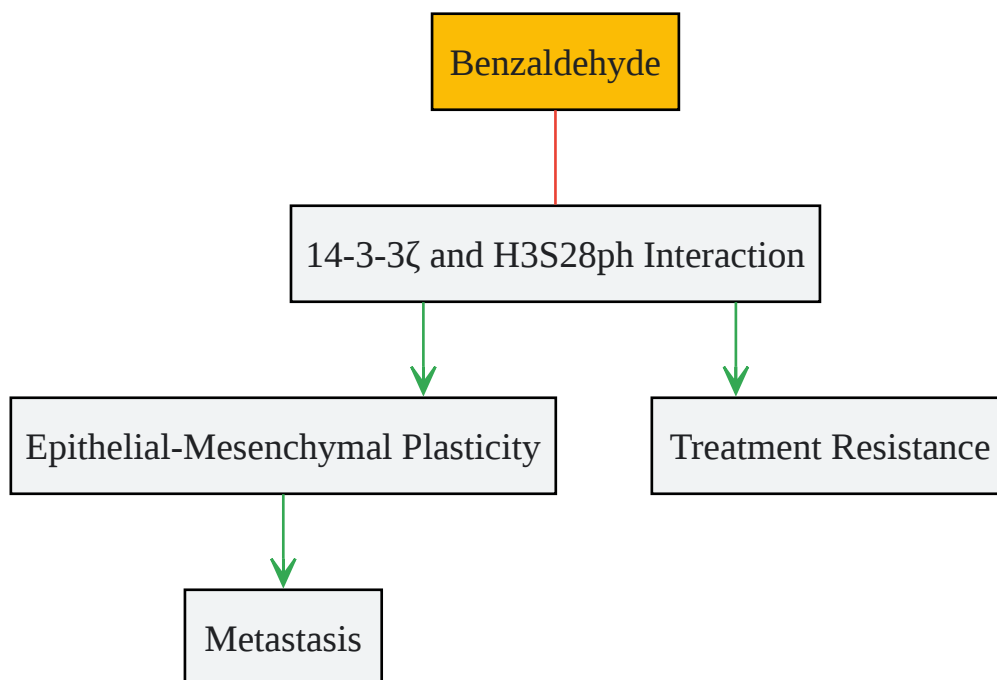 Benzaldehyde
14-3-3ζ and H3S28ph Interaction
Epithelial-Mesenchymal Plasticity
Treatment Resistance
Metastasis